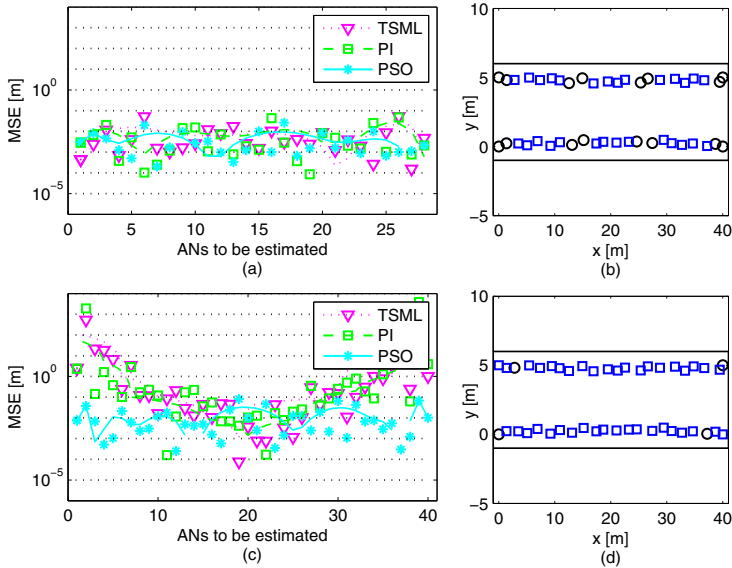 TSML
PI
PSO
MSE [m]
10^0
10^-5
0 5 10 15 20 25
ANs to be estimated
(a)
y [m]
10
5
0
−5
0 10 20 30 40
x [m]
(b)
TSML
PI
PSO
MSE [m]
10^0
10^-5
0 10 20 30 40
ANs to be estimated
(c)
y [m]
10
5
0
−5
0 10 20 30 40
x [m]
(d)